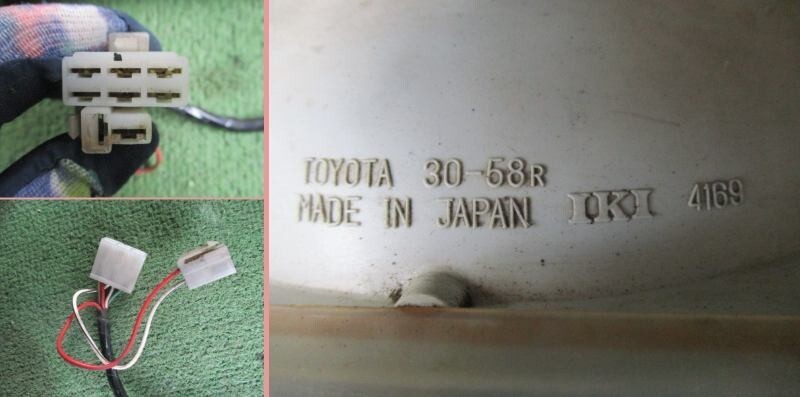 TOYOTA 30-58R
MADE IN JAPAN IKI 4169